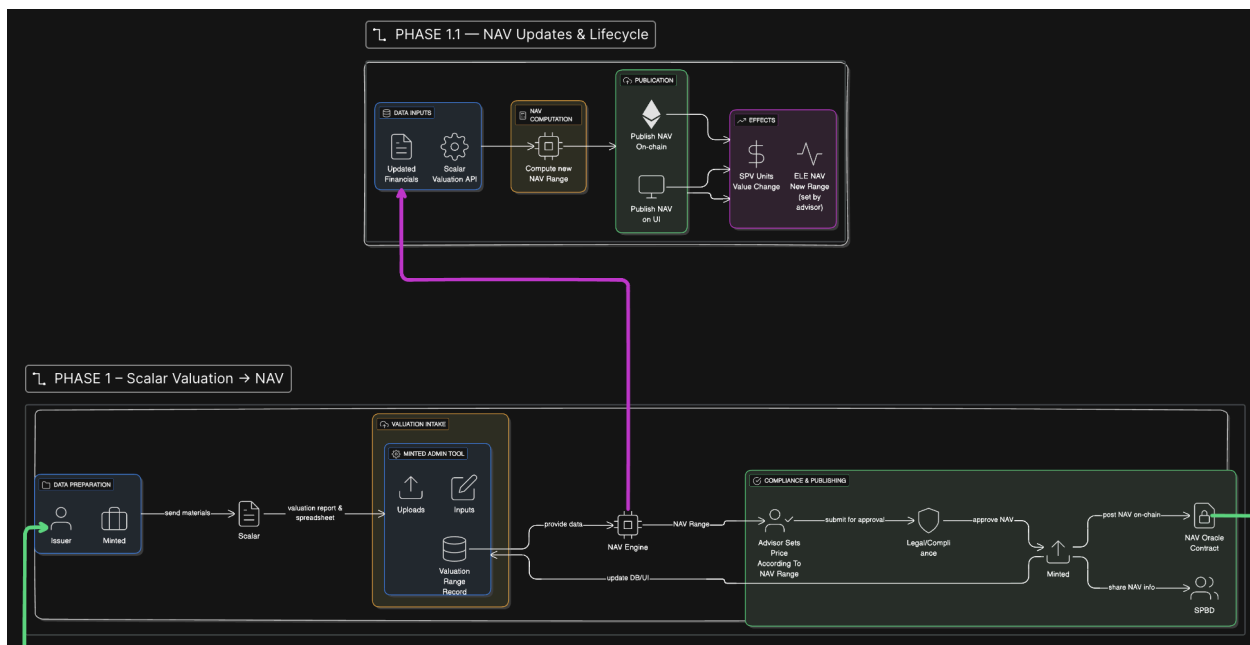 PHASE 1.1 — NAV Updates & Lifecycle
DATA INPUTS
Updated
Financials
Scalar
Valuation API
NAV
COMPUTATION
Compute new
NAV Range
PUBLICATION
Publish NAV
On-chain
Publish NAV
on UI
EFFECTS
SPV Units
Value Change
ELE NAV
New Range
(set by
advisor)
PHASE 1 – Scalar Valuation → NAV
DATA PREPARATION
Issuer
Minted
send materials
Scalar
valuation report &
spreadsheet
VALUATION INTAKE
MINTED ADMIN TOOL
Uploads
Inputs
Valuation
Range
Record
provide data
update DB/UI
NAV Engine
NAV Range
COMPLIANCE & PUBLISHING
Advisor Sets
Price
According To
NAV Range
submit for approval
Legal/Compli
ance
approve NAV
Minted
post NAV on-chain
NAV Oracle
Contract
share NAV info
SPBD